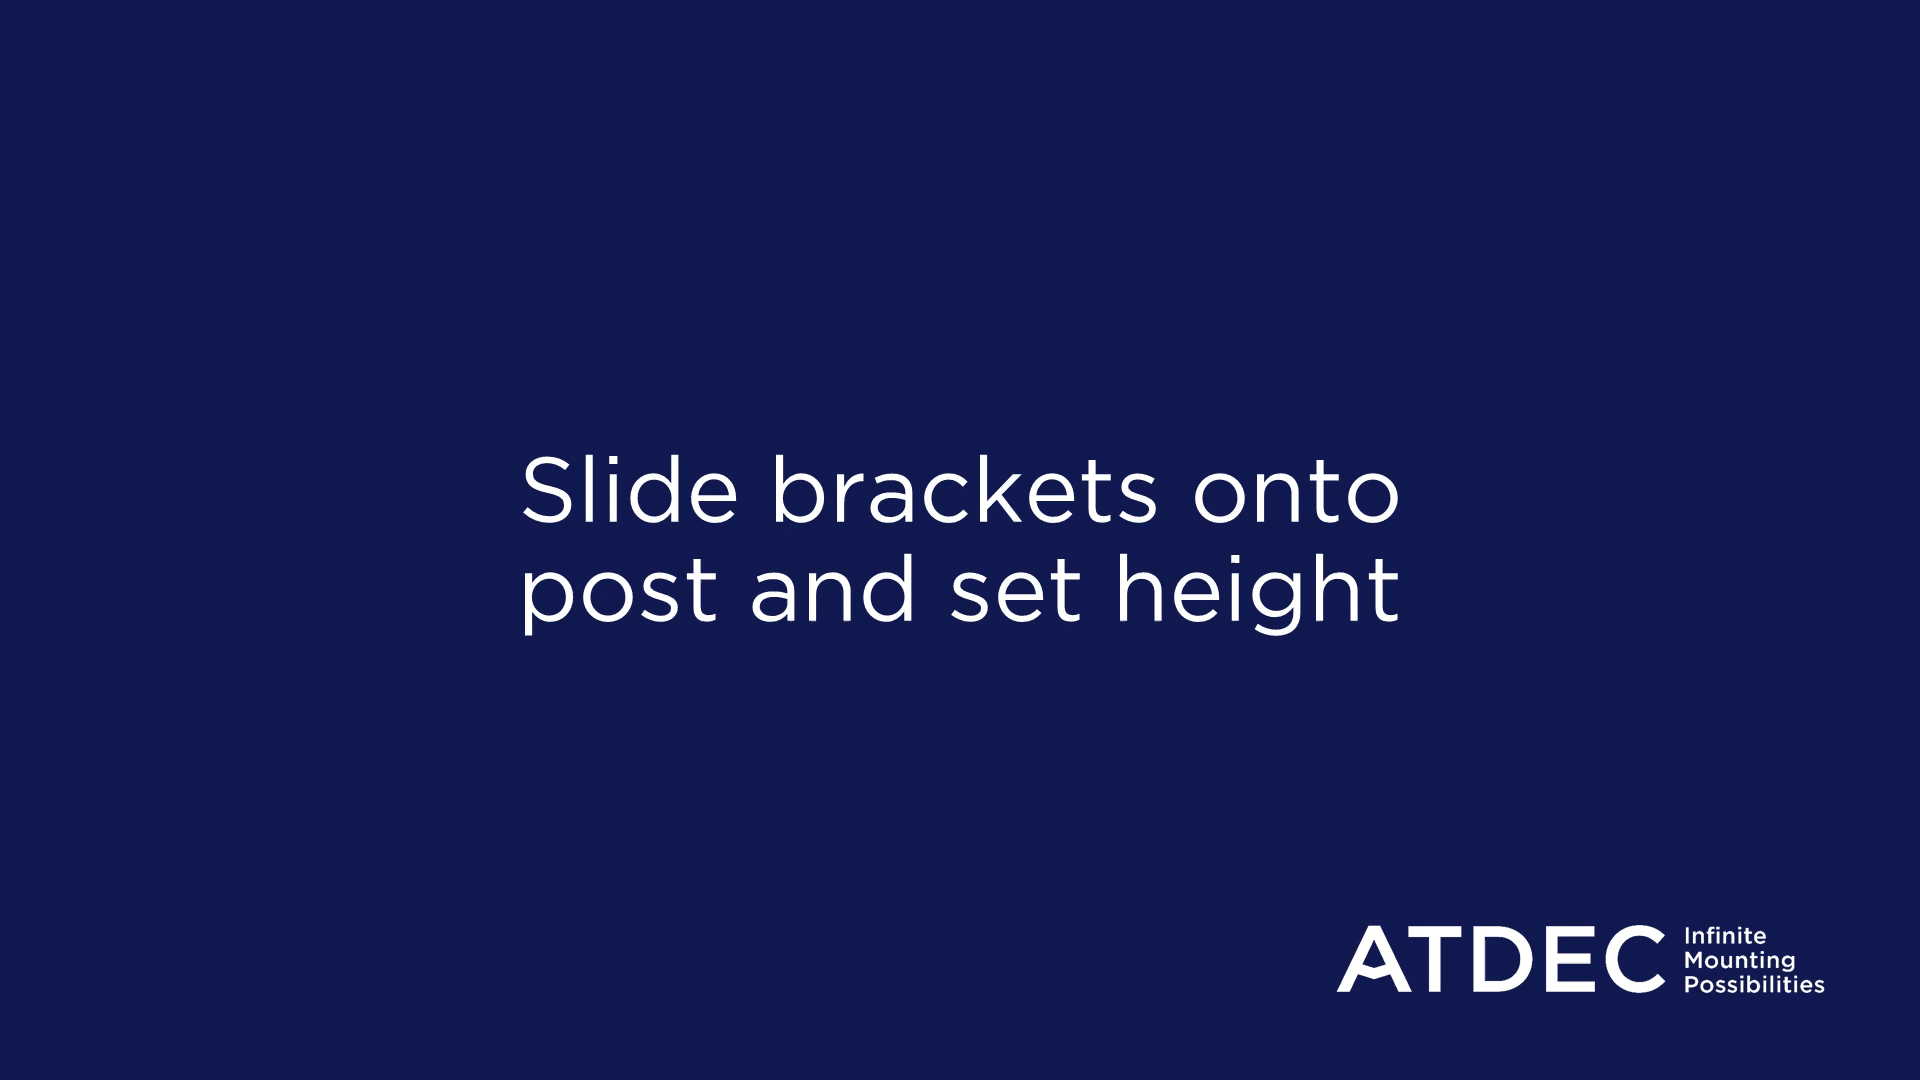 Slide brackets onto
post and set height
ATDEC
Infinite
Mounting
Possibilities